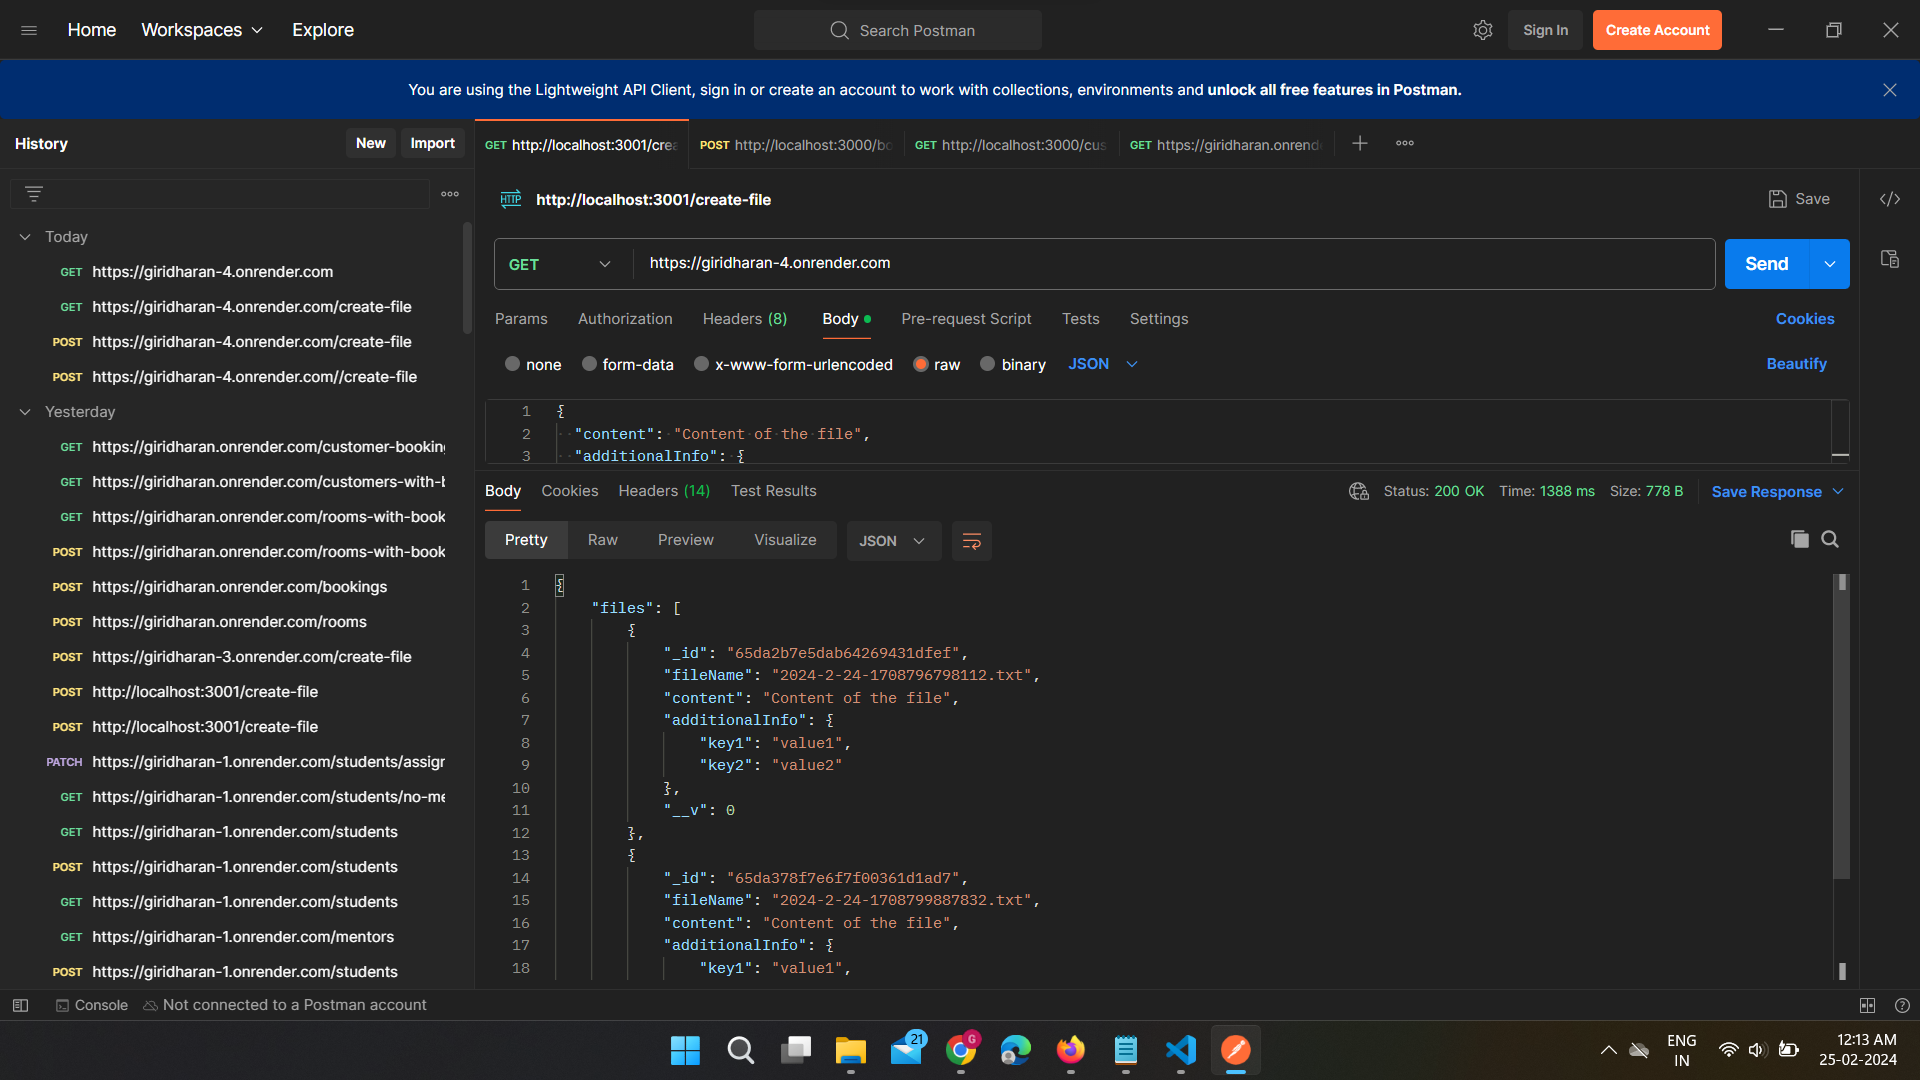 Home Workspaces Explore Search Postman Sign In Create Account
You are using the Lightweight API Client, sign in or create an account to work with collections, environments and unlock all free features in Postman.
History New Import
GET http://localhost:3001/crea POST http://localhost:3000/bo GET http://localhost:3000/cus GET https://giridharan.onrende
HTTP http://localhost:3001/create-file Save </>
Today
GET https://giridharan-4.onrender.com
GET https://giridharan-4.onrender.com/create-file
POST https://giridharan-4.onrender.com/create-file
POST https://giridharan-4.onrender.com//create-file
Yesterday
GET https://giridharan.onrender.com/customer-booking
GET https://giridharan.onrender.com/customers-with-b
GET https://giridharan.onrender.com/rooms-with-book
POST https://giridharan.onrender.com/rooms-with-book
POST https://giridharan.onrender.com/bookings
POST https://giridharan.onrender.com/rooms
POST https://giridharan-3.onrender.com/create-file
POST http://localhost:3001/create-file
POST http://localhost:3001/create-file
PATCH https://giridharan-1.onrender.com/students/assign
GET https://giridharan-1.onrender.com/students/no-me
GET https://giridharan-1.onrender.com/students
POST https://giridharan-1.onrender.com/students
GET https://giridharan-1.onrender.com/students
GET https://giridharan-1.onrender.com/mentors
POST https://giridharan-1.onrender.com/students
GET https://giridharan-4.onrender.com Send
Params Authorization Headers (8) Body Pre-request Script Tests Settings Cookies
none form-data x-www-form-urlencoded raw binary JSON Beautify
1 {
2 "content": "Content of the file",
3 "additionalInfo": {
Body Cookies Headers (14) Test Results Status: 200 OK Time: 1388 ms Size: 778 B Save Response
Pretty Raw Preview Visualize JSON
1 {
2 "files": [
3 {
4 "_id": "65da2b7e5dab64269431dfef",
5 "fileName": "2024-2-24-1708796798112.txt",
6 "content": "Content of the file",
7 "additionalInfo": {
8 "key1": "value1",
9 "key2": "value2"
10 },
11 "__v": 0
12 },
13 {
14 "_id": "65da378f7e6f7f00361d1ad7",
15 "fileName": "2024-2-24-1708799887832.txt",
16 "content": "Content of the file",
17 "additionalInfo": {
18 "key1": "value1",
Console Not connected to a Postman account
21 G ENG IN 12:13 AM
25-02-2024